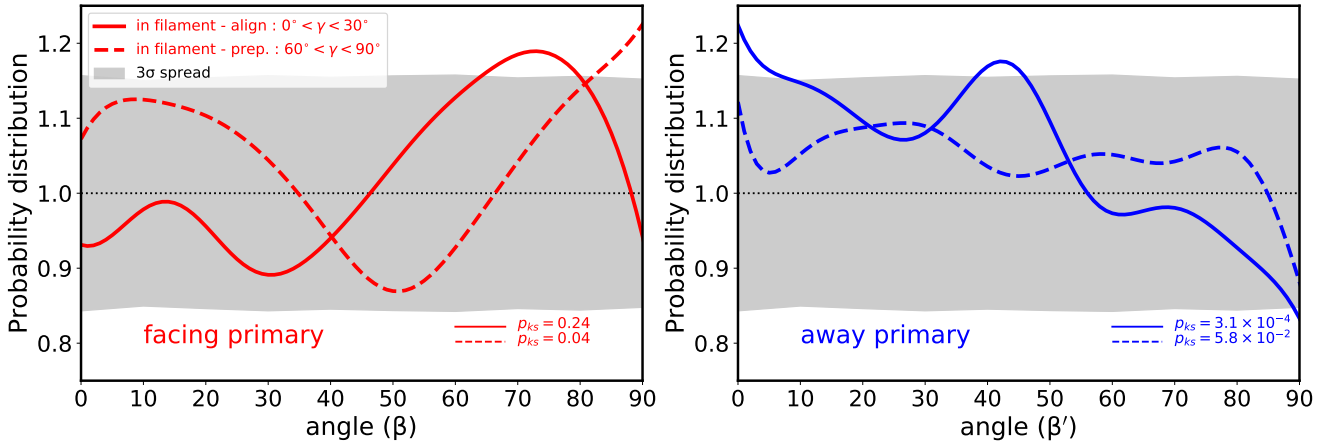 in filament - align : 0° < γ < 30°
in filament - prep. : 60° < γ < 90°
3σ spread
Probability distribution
1.2
1.1
1.0
0.9
0.8
facing primary
p_ks = 0.24
p_ks = 0.04
0 10 20 30 40 50 60 70 80 90
angle (β)
Probability distribution
1.2
1.1
1.0
0.9
0.8
away primary
p_ks = 3.1 × 10⁻⁴
p_ks = 5.8 × 10⁻²
0 10 20 30 40 50 60 70 80 90
angle (β′)